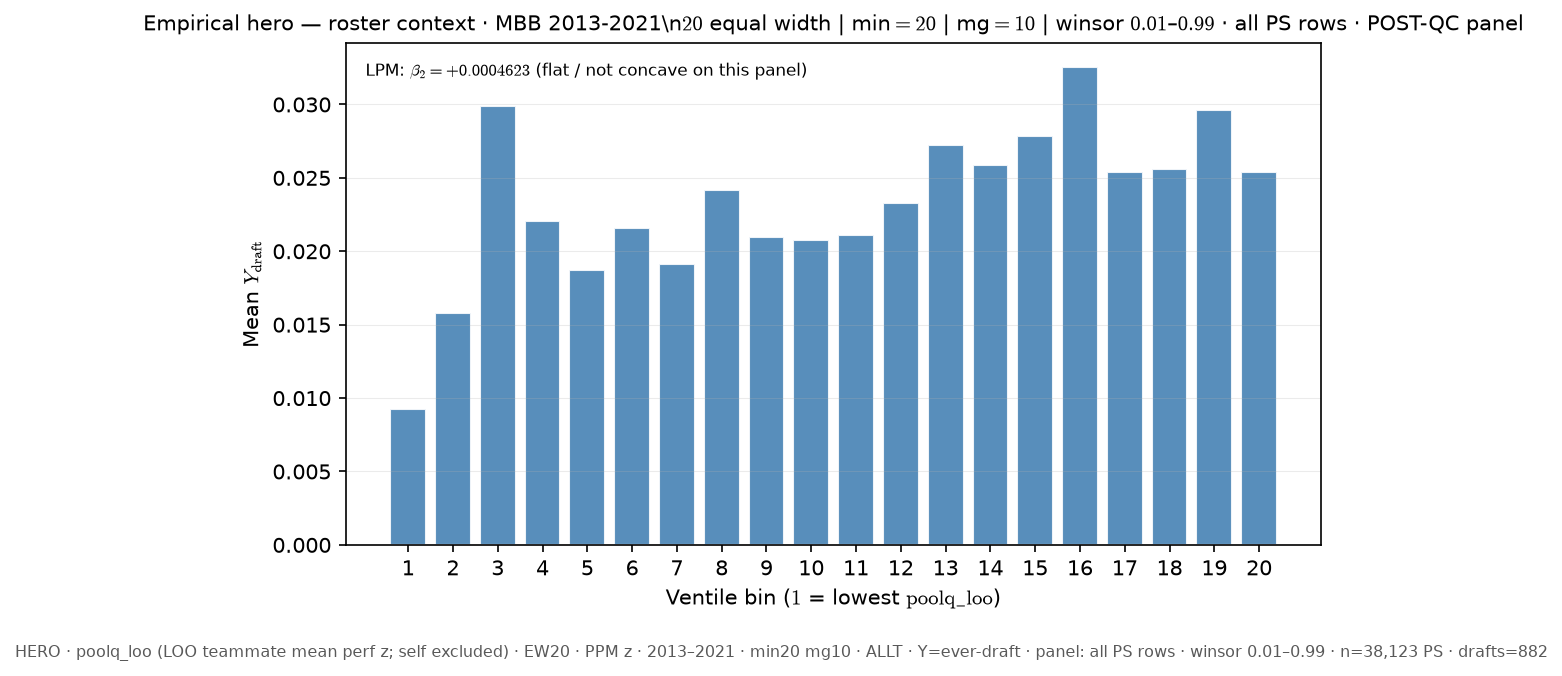 Empirical hero — roster context · MBB 2013-2021\n20 equal width | min = 20 | mg = 10 | winsor 0.01–0.99 · all PS rows · POST-QC panel
LPM: β₂ = +0.0004623 (flat / not concave on this panel)
Mean Y_draft
0.030
0.025
0.020
0.015
0.010
0.005
0.000
1 2 3 4 5 6 7 8 9 10 11 12 13 14 15 16 17 18 19 20
Ventile bin (1 = lowest poolq_loo)
HERO · poolq_loo (LOO teammate mean perf z; self excluded) · EW20 · PPM z · 2013–2021 · min20 mg10 · ALLT · Y=ever-draft · panel: all PS rows · winsor 0.01–0.99 · n=38,123 PS · drafts=882